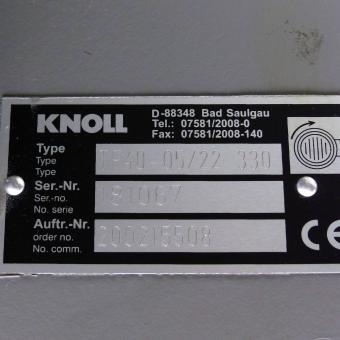 KNOLL
D-88348 Bad Saulgau
Tel.: 07581/2008-0
Fax: 07581/2008-140
Type TF40-05/22 330
Type
Type
Ser.-Nr. 181067
Ser.-no.
No. serie
Auftr.-Nr. 200215508
order no.
No. comm.
CE